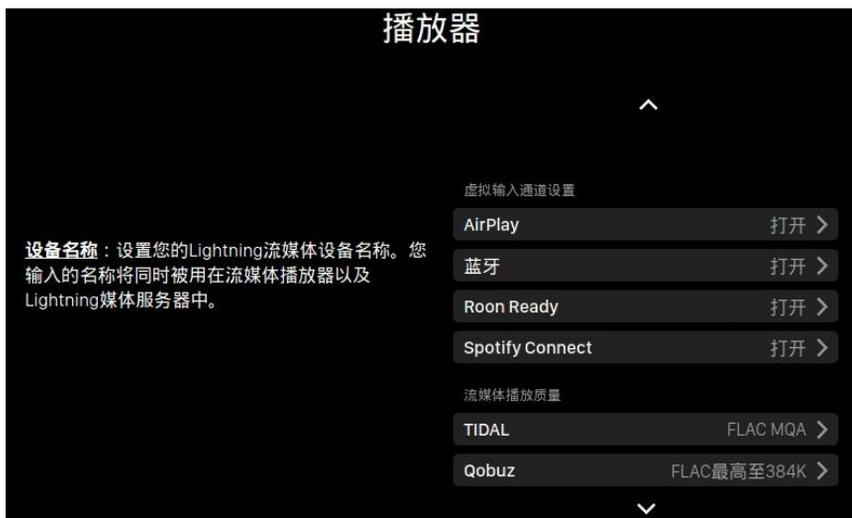 播放器
设备名称：设置您的Lightning流媒体设备名称。您
输入的名称将同时被用在流媒体播放器以及
Lightning媒体服务器中。
虚拟输入通道设置
AirPlay 打开
蓝牙 打开
Roon Ready 打开
Spotify Connect 打开
流媒体播放质量
TIDAL FLAC MQA
Qobuz FLAC最高至384K